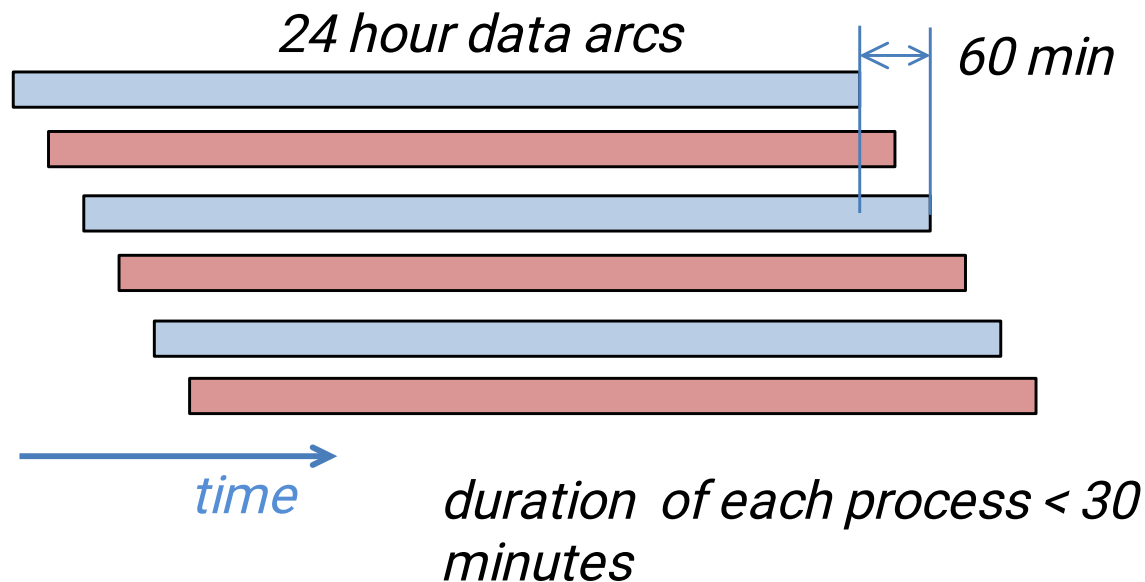 24 hour data arcs
60 min
time
duration of each process < 30
minutes